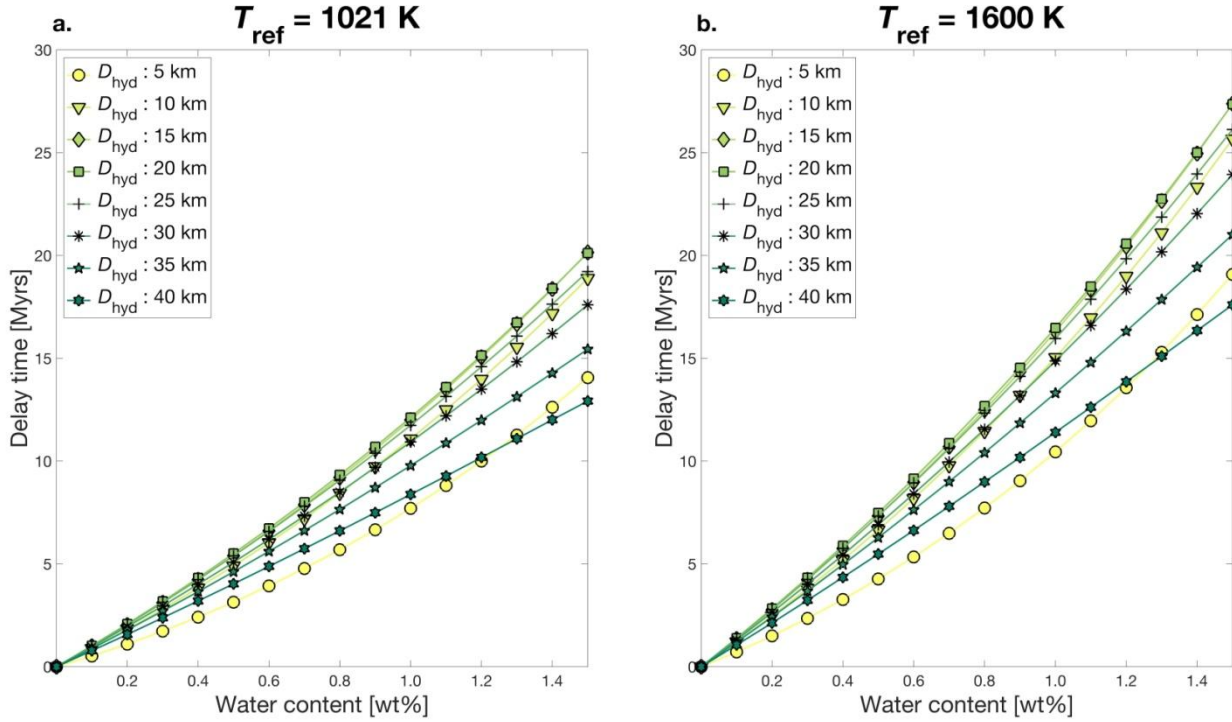 a.
T_ref = 1021 K
30
25
20
15
10
5
0
Delay time [Myrs]
D_hyd : 5 km
D_hyd : 10 km
D_hyd : 15 km
D_hyd : 20 km
D_hyd : 25 km
D_hyd : 30 km
D_hyd : 35 km
D_hyd : 40 km
0.2 0.4 0.6 0.8 1.0 1.2 1.4
Water content [wt%]
b.
T_ref = 1600 K
30
25
20
15
10
5
0
Delay time [Myrs]
D_hyd : 5 km
D_hyd : 10 km
D_hyd : 15 km
D_hyd : 20 km
D_hyd : 25 km
D_hyd : 30 km
D_hyd : 35 km
D_hyd : 40 km
0.2 0.4 0.6 0.8 1.0 1.2 1.4
Water content [wt%]